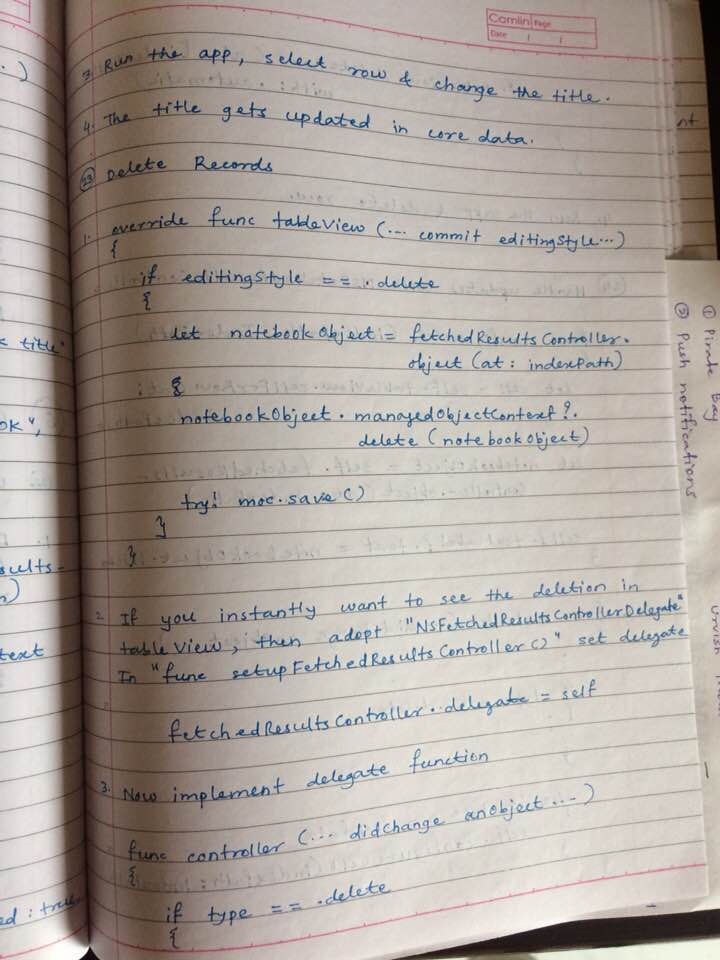 Camlin Page
Date / /
3. Run the app, select row & change the title.
4. The title gets updated in core data.
(23) Delete Records
1. override func tableView (... commit editingStyle...)
{
if editingStyle == .delete
{
let notebookObject = fetchedResultsController.
object (at: indexPath)
{
notebookObject. managedObjectContext?.
delete (notebookObject)
try! moc.save()
}
}
2. If you instantly want to see the deletion in
table view, then adopt "NSFetchedResultsControllerDelegate"
In "func setupFetchedResultsController()" set delegate
fetchedResultsController.delegate = self
3. Now implement delegate function
func controller (... didchange anObject ...)
{
if type == .delete
{
.)
title"
OK",
sults-
n)
text
ed : true
nt
① Pirate Bay
② Push notifications